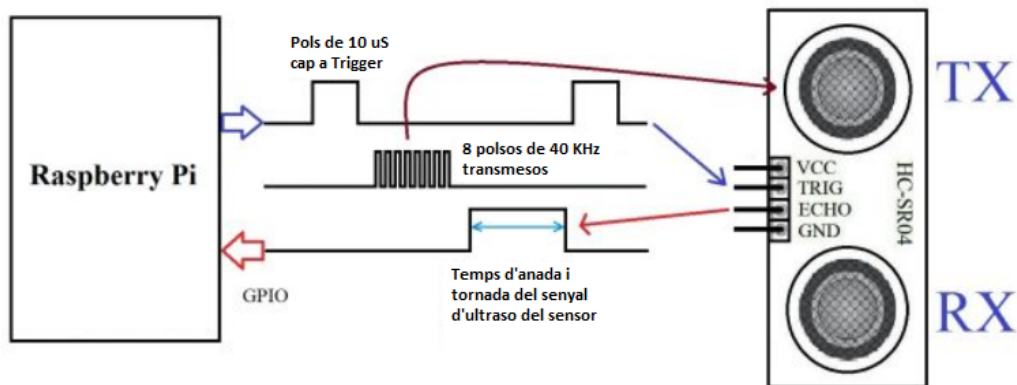 Pols de 10 uS
cap a Trigger
TX
Raspberry Pi
8 polsos de 40 KHz
transmesos
VCC
TRIG
ECHO
GND
HC-SR04
GPIO
Temps d'anada i
tornada del senyal
d'ultraso del sensor
RX